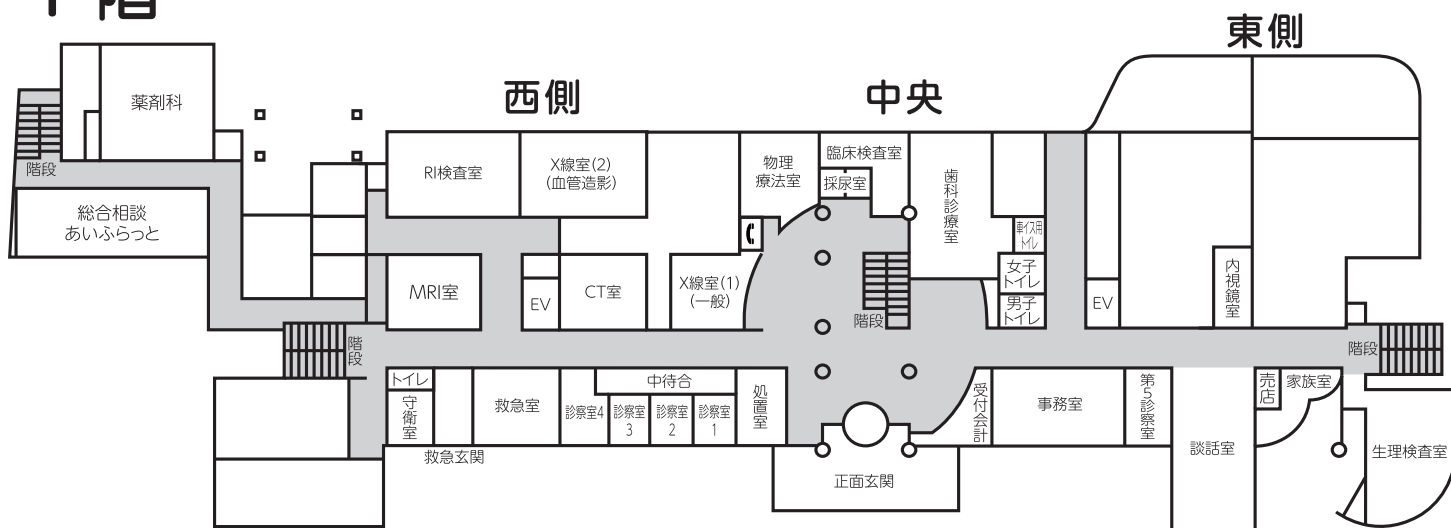 1階
東側
西側
中央
薬剤科
階段
総合相談
あいふらっと
RI検査室
X線室(2)
(血管造影)
物理
療法室
臨床検査室
採尿室
歯科診療室
車イス用
トイレ
女子
トイレ
男子
トイレ
MRI室
EV
CT室
X線室(1)
(一般)
階段
EV
内視鏡室
階段
階段
トイレ
守衛室
救急室
中待合
診察室4
診察室
3
診察室
2
診察室
1
処置室
受付会計
事務室
第5診察室
売店
家族室
談話室
生理検査室
救急玄関
正面玄関